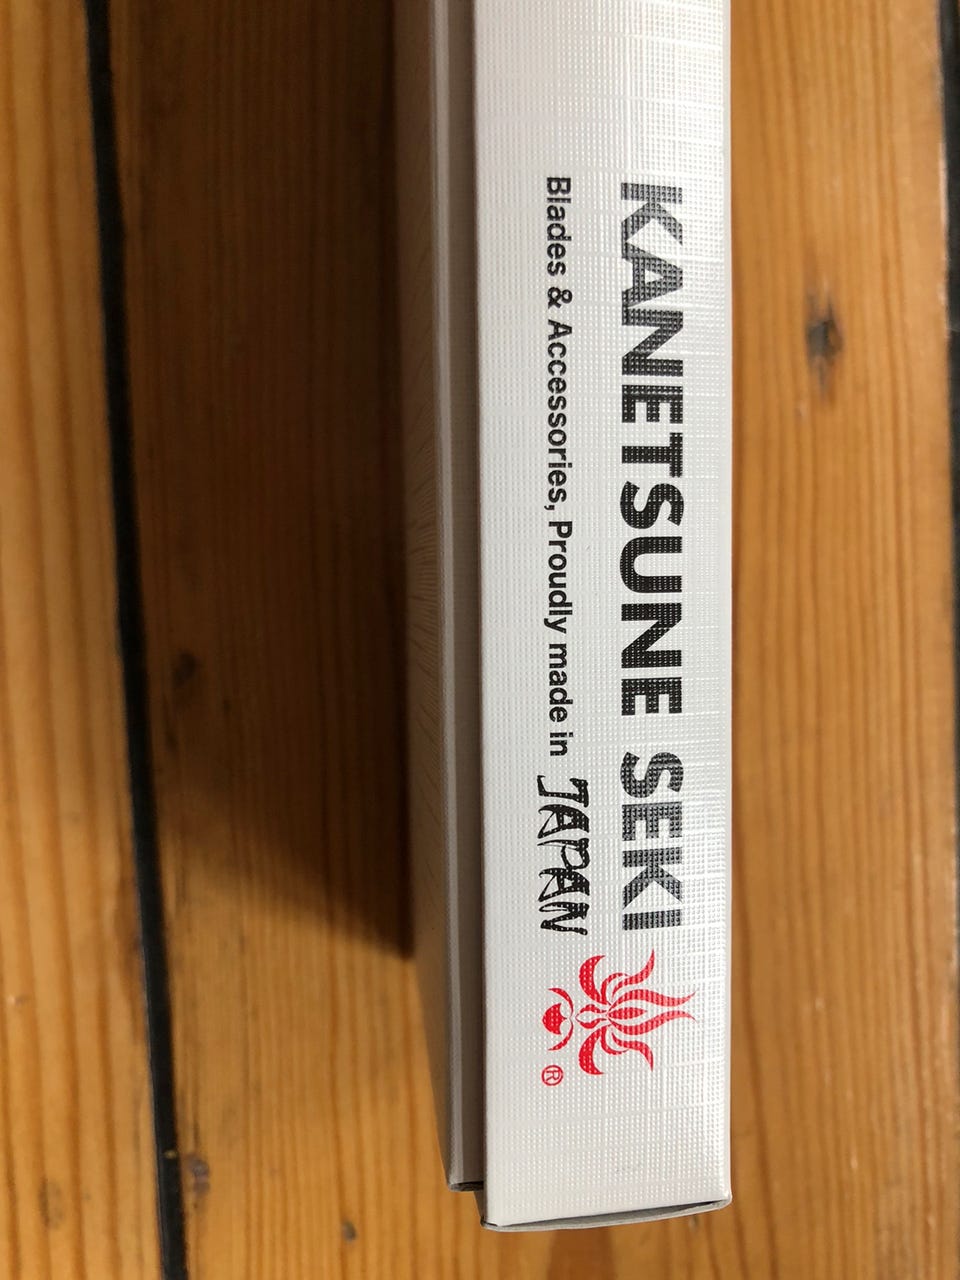 KANETSUNE SEKI
Blades & Accessories, Proudly made in JAPAN
®